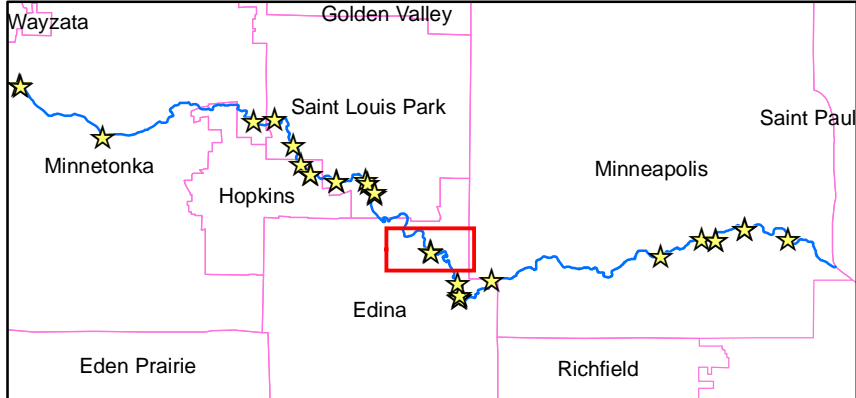 Golden Valley
Wayzata
Saint Louis Park
Saint Paul
Minnetonka
Minneapolis
Hopkins
Edina
Eden Prairie
Richfield